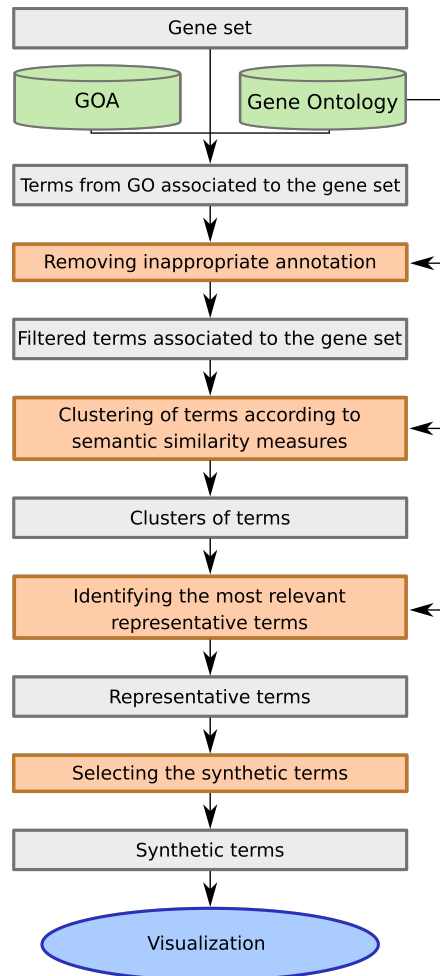 Gene set
GOA
Gene Ontology
Terms from GO associated to the gene set
Removing inappropriate annotation
Filtered terms associated to the gene set
Clustering of terms according to
semantic similarity measures
Clusters of terms
Identifying the most relevant
representative terms
Representative terms
Selecting the synthetic terms
Synthetic terms
Visualization